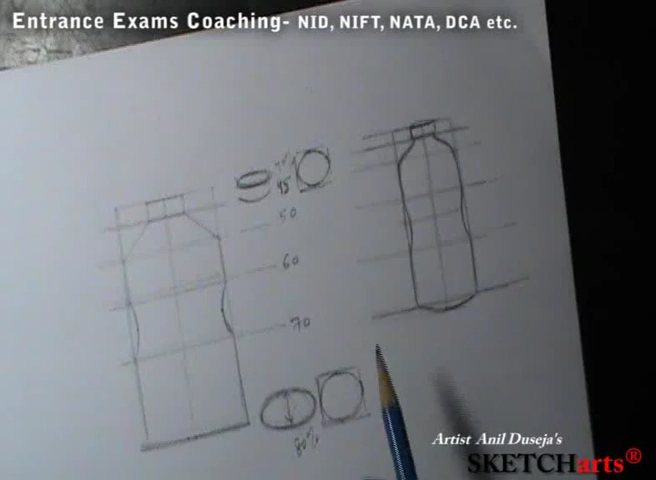 Entrance Exams Coaching- NID, NIFT, NATA, DCA etc.
45
50
60
70
80%
Artist Anil Duseja's
SKETCHarts®